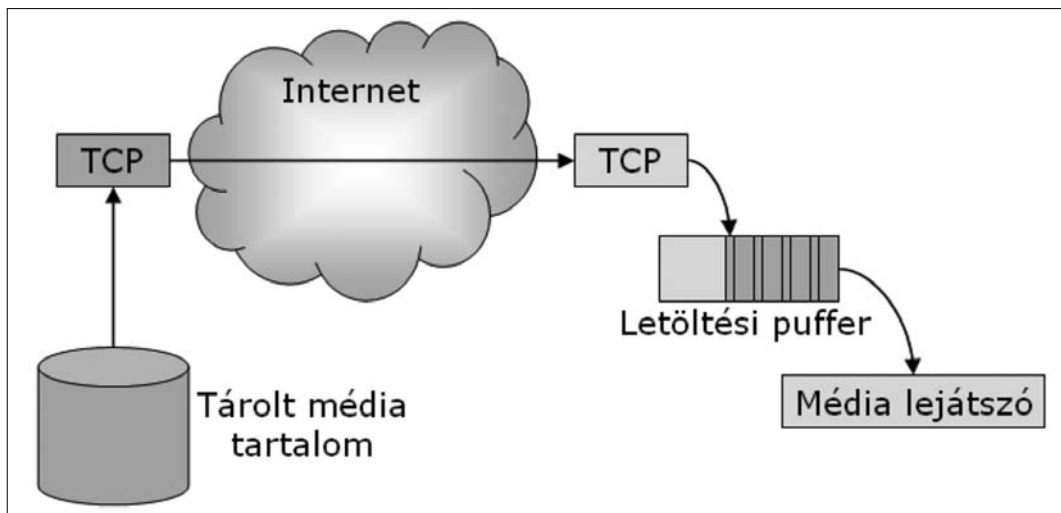 Internet
TCP
TCP
Letöltési puffer
Tárolt média
tartalom
Média lejátszó